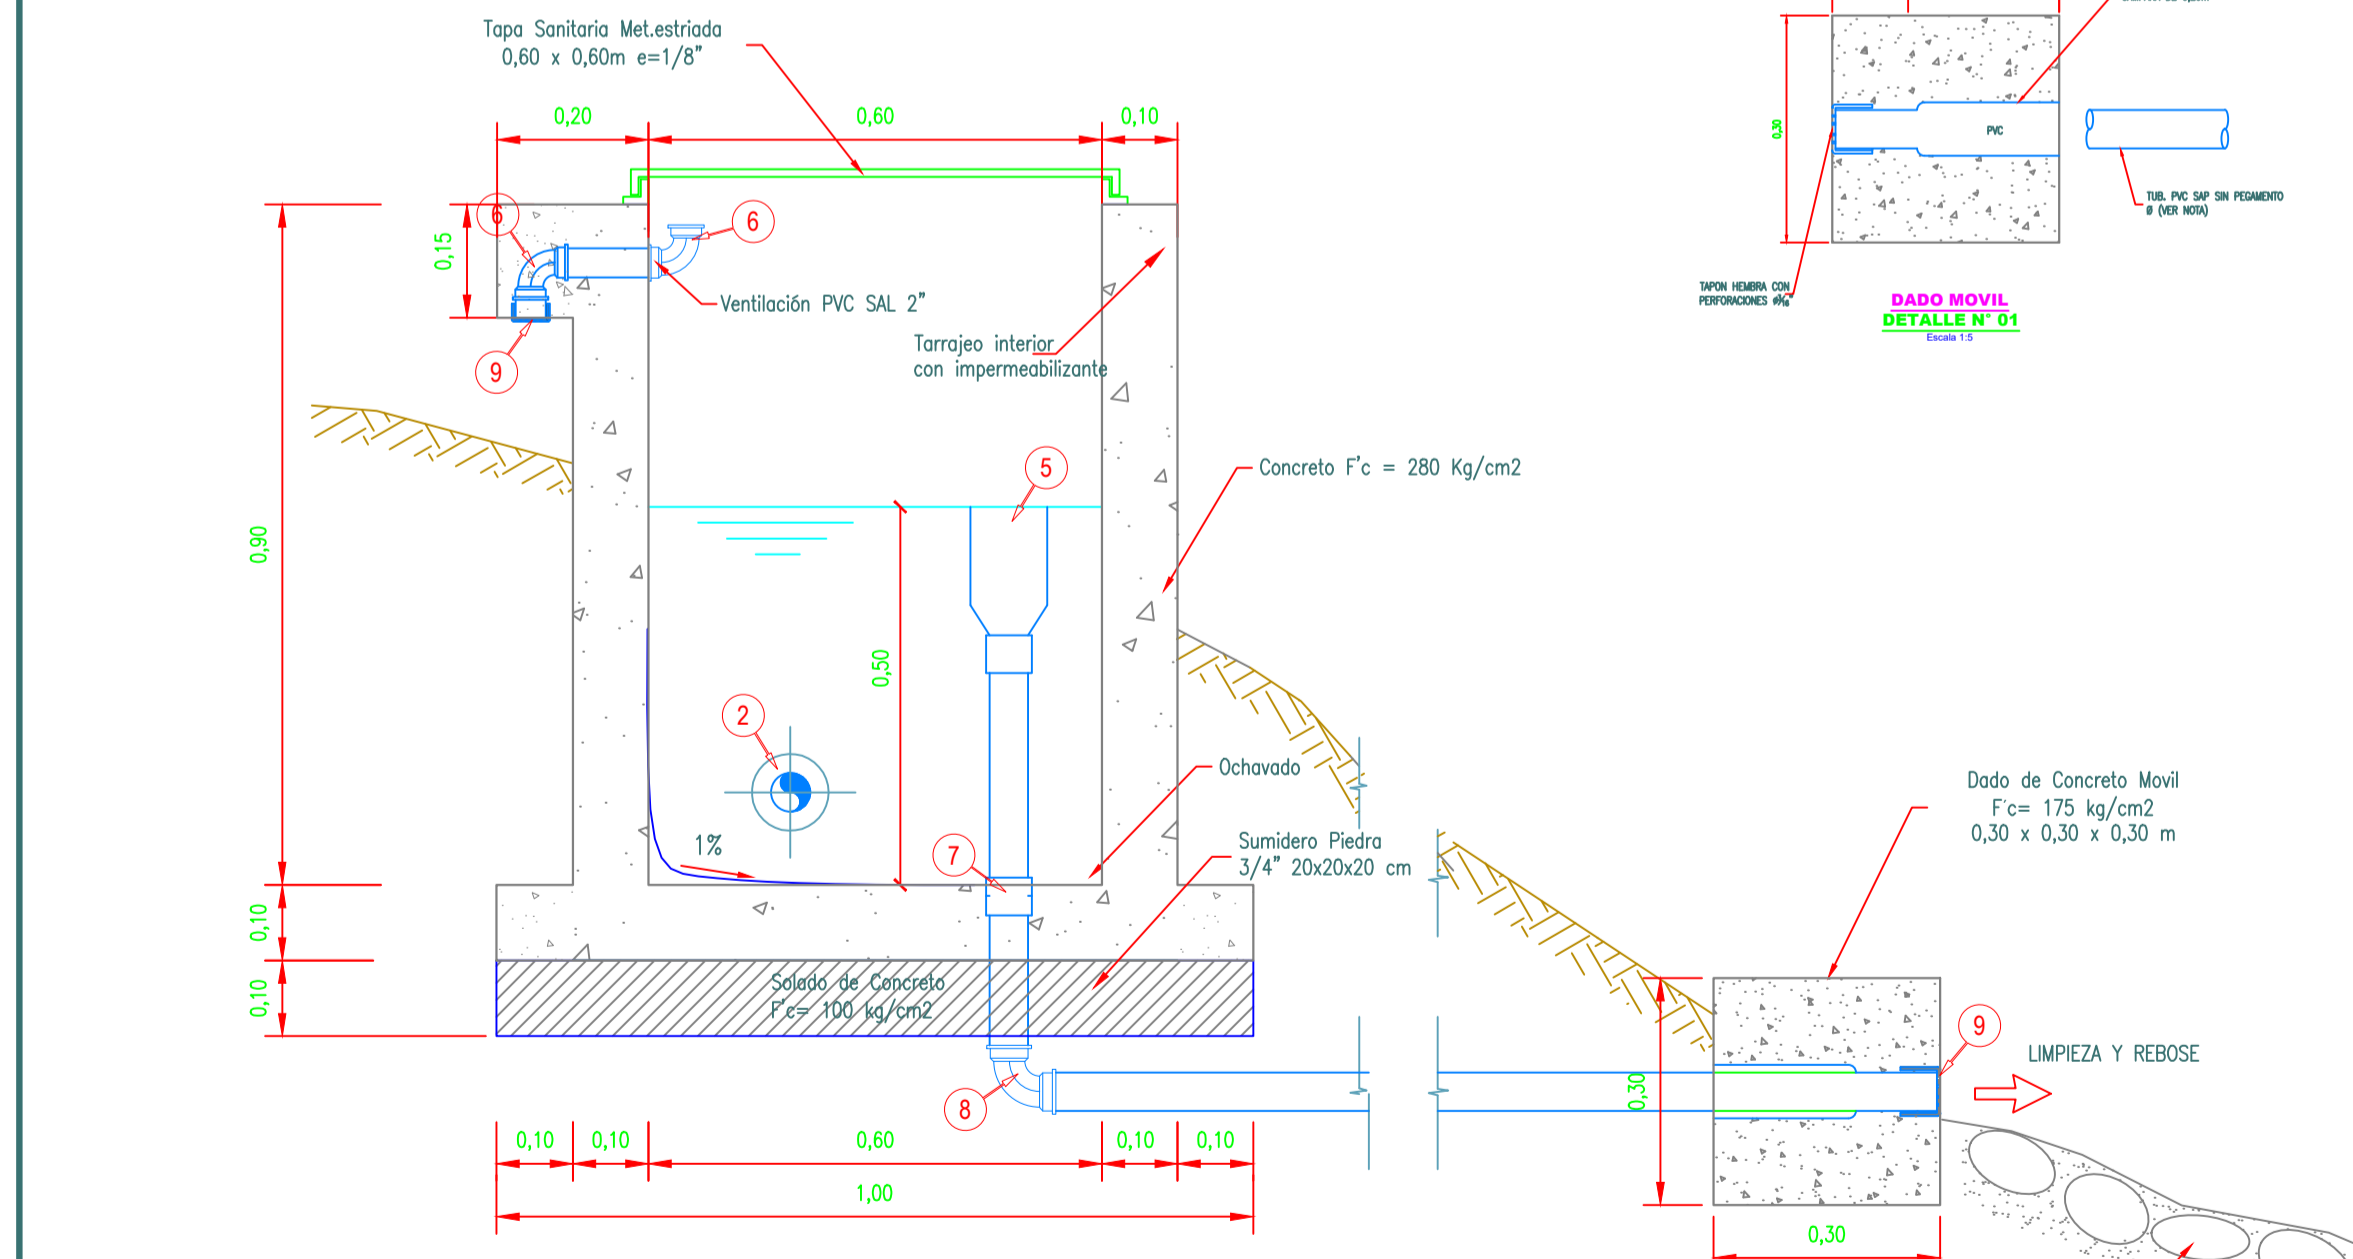 Tapa Sanitaria Met.estriada
0,60 x 0,60m e=1/8"
0,20
0,60
0,10
6
6
0,15
Ventilación PVC SAL 2"
Tarrajeo interior
con impermeabilizante
9
5
Concreto F'c = 280 Kg/cm2
0,90
0,50
2
Ochavado
1%
7
Sumidero Piedra
3/4" 20x20x20 cm
0,10
0,10
Solado de Concreto
F'c= 100 kg/cm2
8
0,10
0,10
0,60
0,10
0,10
1,00
0,30
PVC
TUB. PVC SAP SIN PEGAMENTO
Ø (VER NOTA)
TAPON HEMBRA CON
PERFORACIONES
DADO MOVIL
DETALLE N° 01
Escala 1:5
Dado de Concreto Movil
F'c= 175 kg/cm2
0,30 x 0,30 x 0,30 m
9
LIMPIEZA Y REBOSE
0,30
0,30